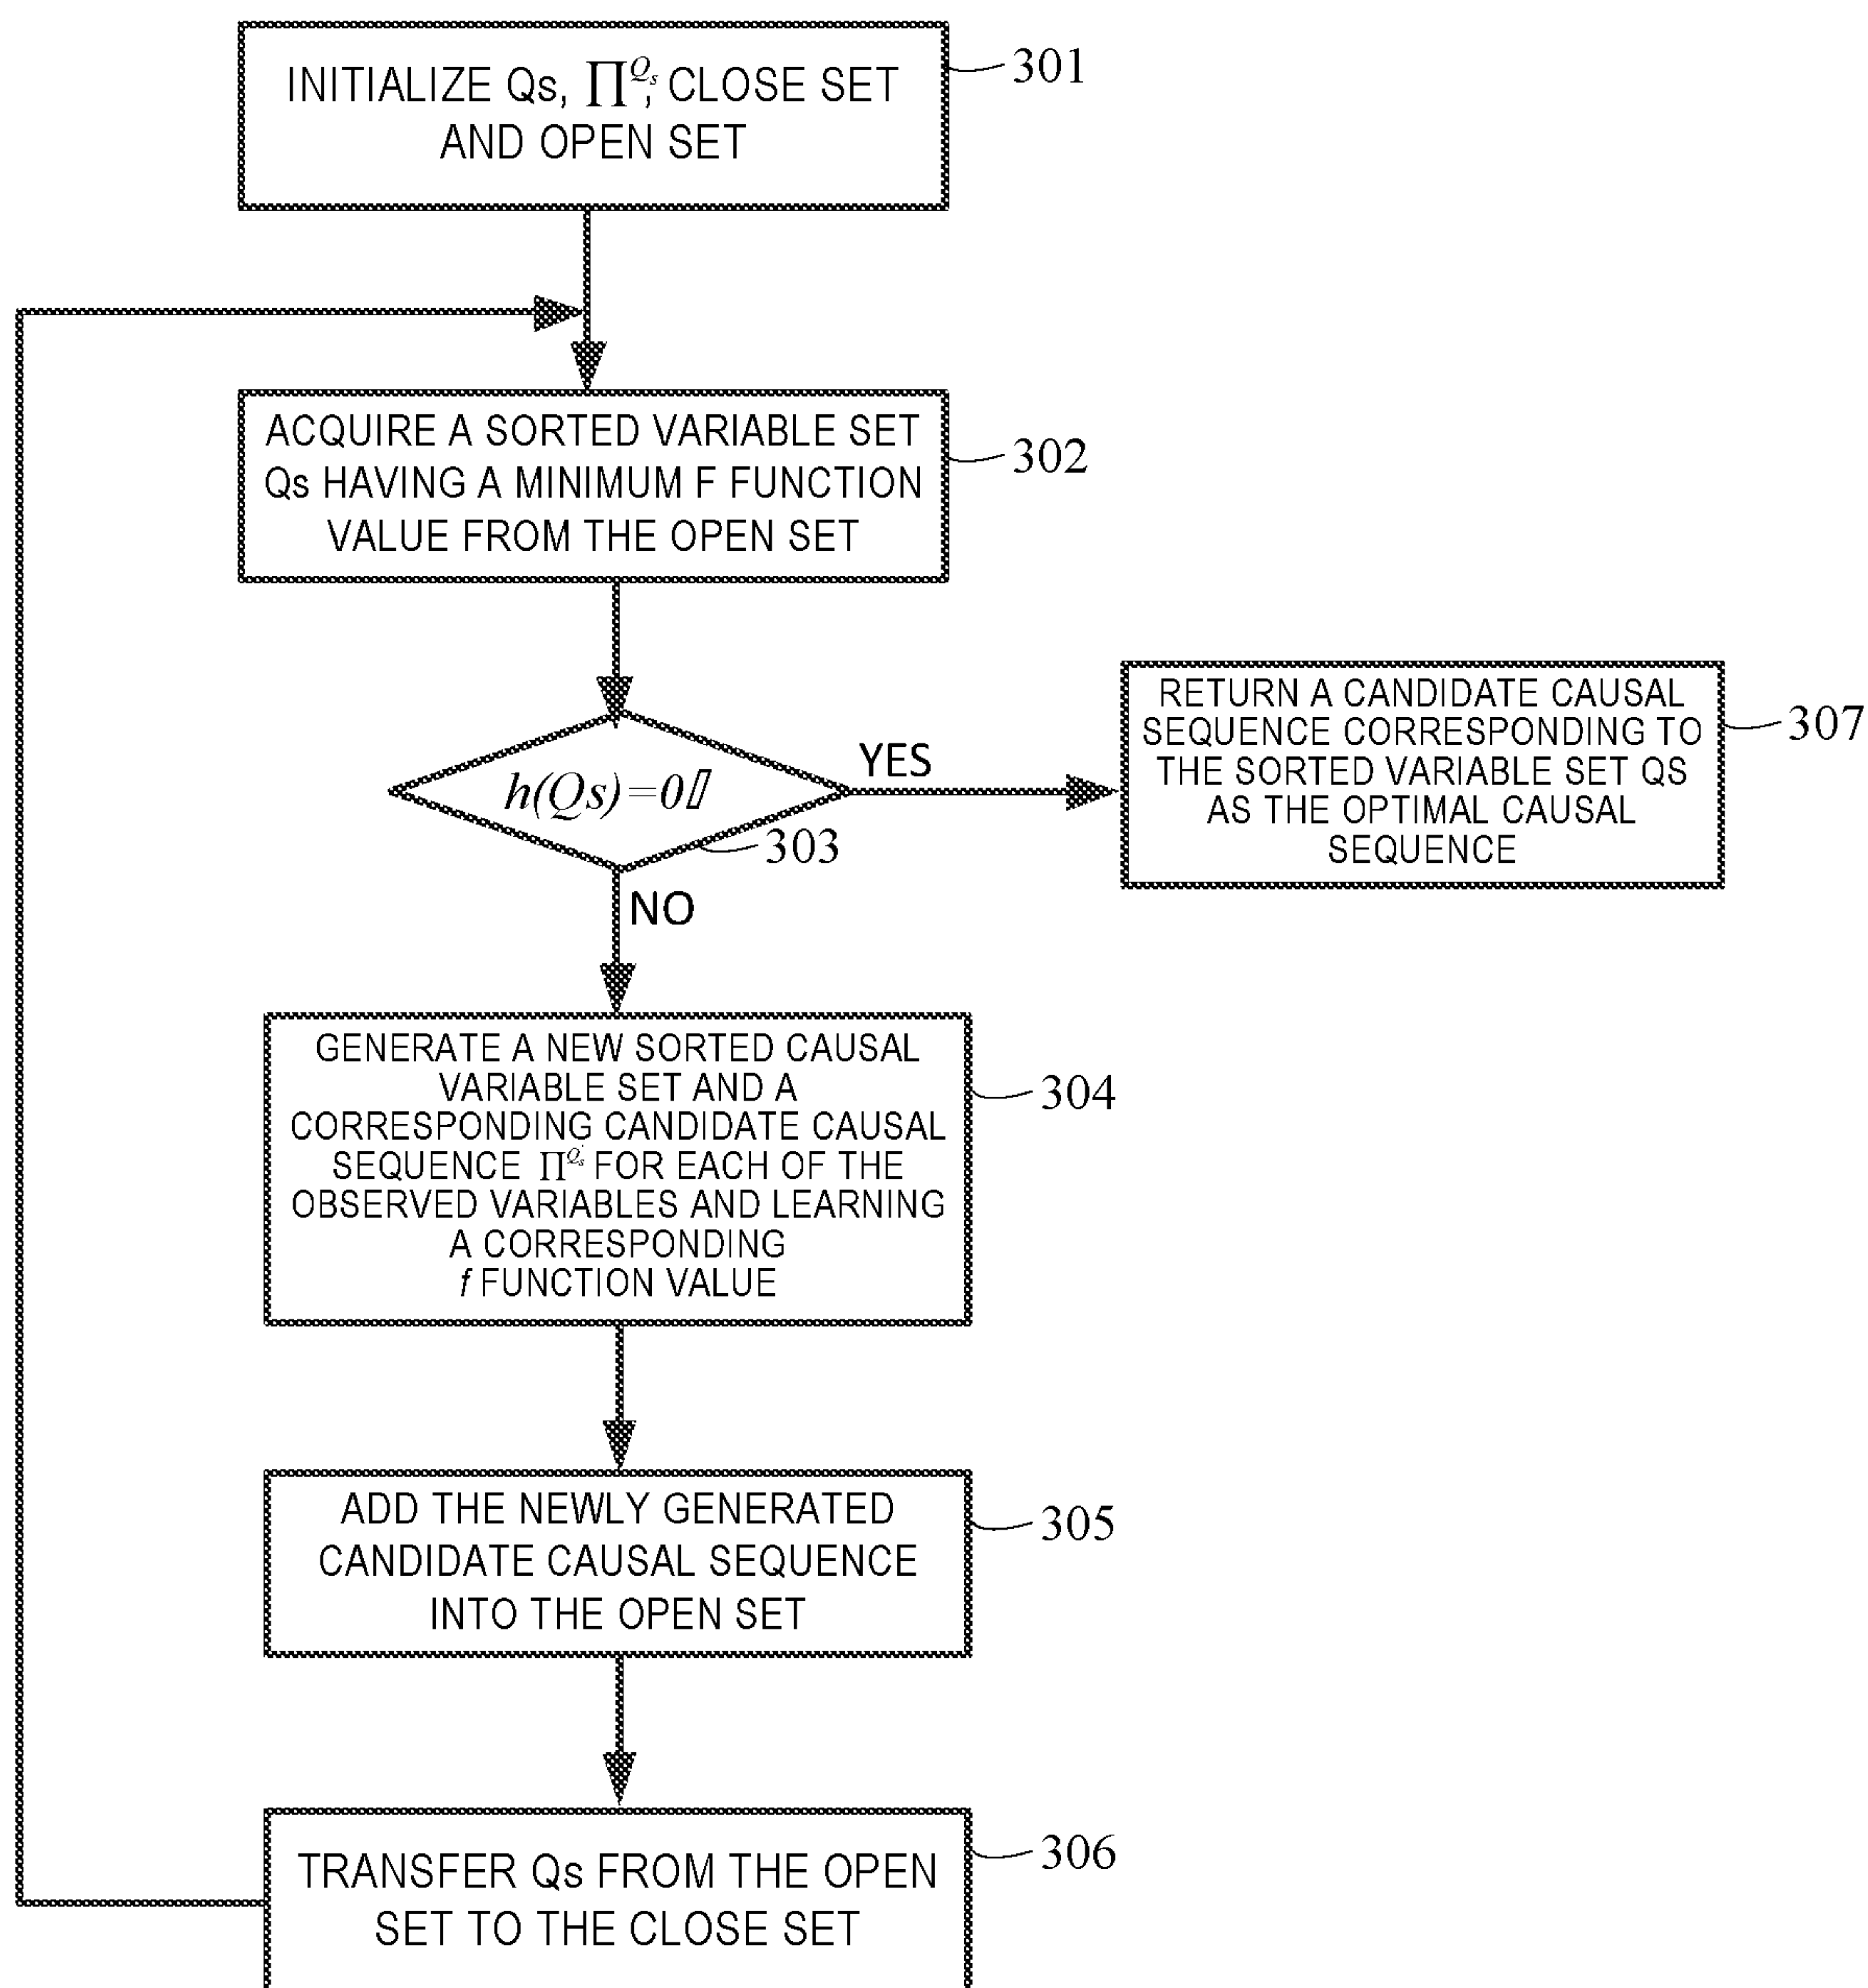 INITIALIZE Qs, ∏^Qs, CLOSE SET
AND OPEN SET
301
ACQUIRE A SORTED VARIABLE SET
Qs HAVING A MINIMUM F FUNCTION
VALUE FROM THE OPEN SET
302
h(Qs)=0▯
303
YES
NO
RETURN A CANDIDATE CAUSAL
SEQUENCE CORRESPONDING TO
THE SORTED VARIABLE SET QS
AS THE OPTIMAL CAUSAL
SEQUENCE
307
GENERATE A NEW SORTED CAUSAL
VARIABLE SET AND A
CORRESPONDING CANDIDATE CAUSAL
SEQUENCE ∏^Q's FOR EACH OF THE
OBSERVED VARIABLES AND LEARNING
A CORRESPONDING
f FUNCTION VALUE
304
ADD THE NEWLY GENERATED
CANDIDATE CAUSAL SEQUENCE
INTO THE OPEN SET
305
TRANSFER Qs FROM THE OPEN
SET TO THE CLOSE SET
306